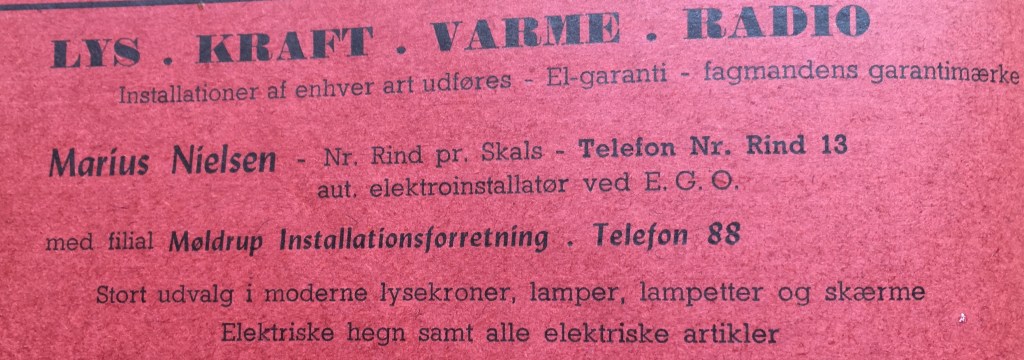 LYS . KRAFT . VARME . RADIO
Installationer af enhver art udføres - El-garanti - fagmandens garantimærke
Marius Nielsen - Nr. Rind pr. Skals - Telefon Nr. Rind 13
aut. elektroinstallatør ved E. G. O.
med filial Møldrup Installationsforretning . Telefon 88
Stort udvalg i moderne lysekroner, lamper, lampetter og skærme
Elektriske hegn samt alle elektriske artikler